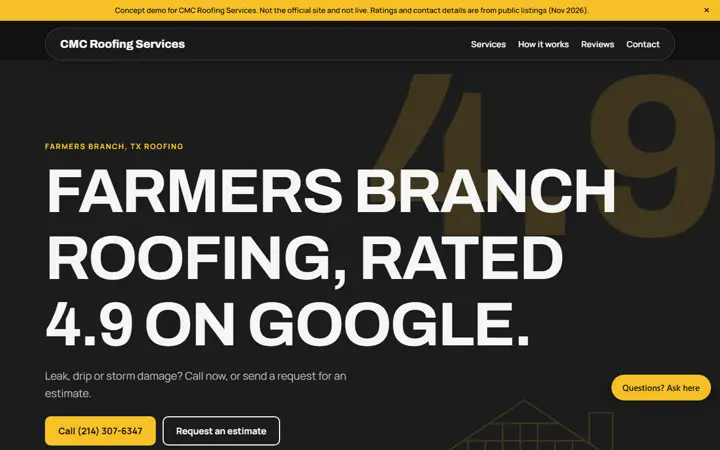 Concept demo for CMC Roofing Services. Not the official site and not live. Ratings and contact details are from public listings (Nov 2026).
×
CMC Roofing Services
Services
How it works
Reviews
Contact
4.9
FARMERS BRANCH, TX ROOFING
FARMERS BRANCH
ROOFING, RATED
4.9 ON GOOGLE.
Leak, drip or storm damage? Call now, or send a request for an
estimate.
Questions? Ask here
Call (214) 307-6347
Request an estimate